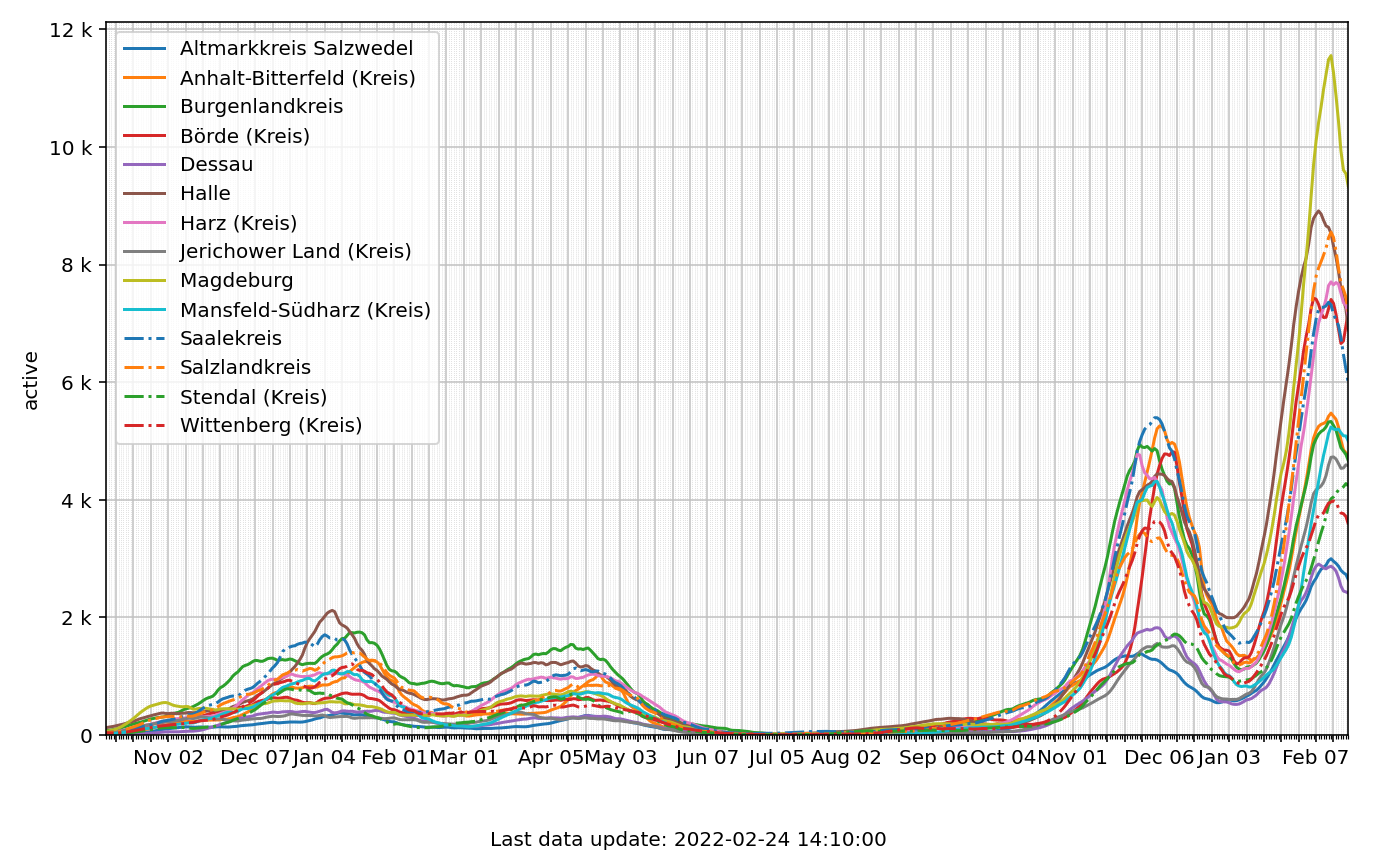 12 k
10 k
8 k
6 k
4 k
2 k
0
active
Altmarkkreis Salzwedel
Anhalt-Bitterfeld (Kreis)
Burgenlandkreis
Börde (Kreis)
Dessau
Halle
Harz (Kreis)
Jerichower Land (Kreis)
Magdeburg
Mansfeld-Südharz (Kreis)
Saalekreis
Salzlandkreis
Stendal (Kreis)
Wittenberg (Kreis)
Nov 02 Dec 07 Jan 04 Feb 01 Mar 01 Apr 05 May 03 Jun 07 Jul 05 Aug 02 Sep 06 Oct 04 Nov 01 Dec 06 Jan 03 Feb 07
Last data update: 2022-02-24 14:10:00